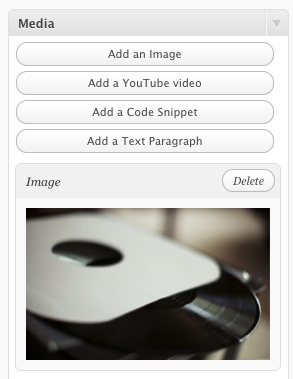 Media
Add an Image
Add a YouTube video
Add a Code Snippet
Add a Text Paragraph
Image
Delete